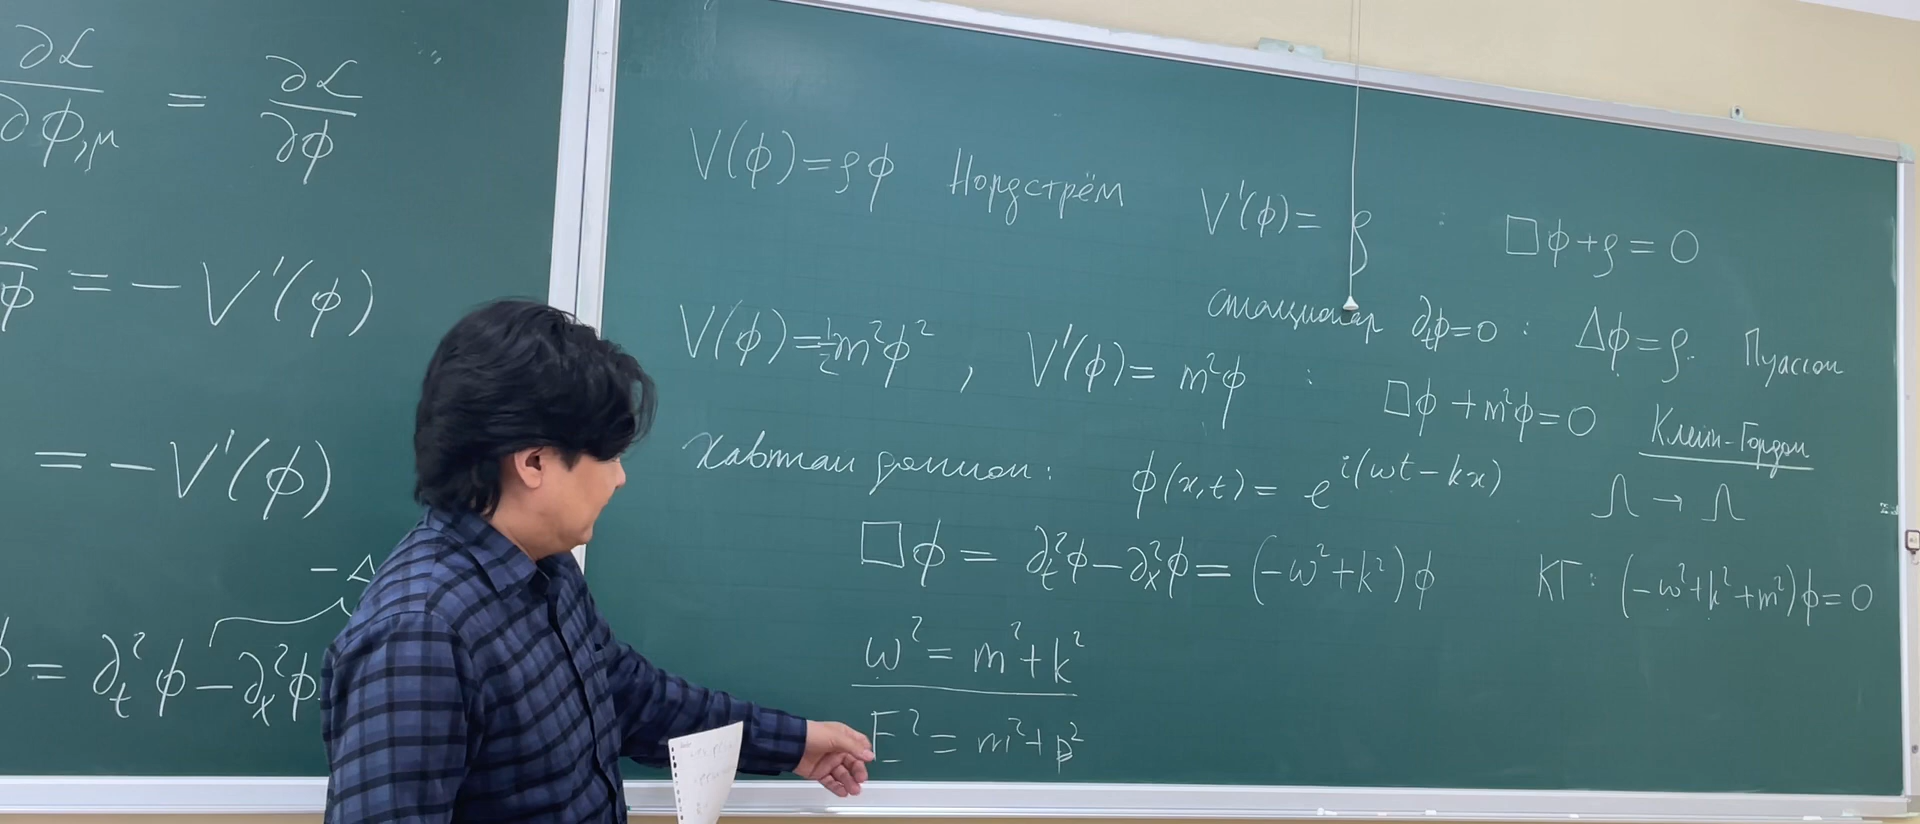 ∂ℒ/∂ϕ,μ = ∂ℒ/∂ϕ
ℒ/ϕ = −V'(ϕ)
= −V'(ϕ)
−Δ
ϕ = ∂ₜ²ϕ − ∂ₓ²ϕ
V(ϕ)=ρϕ Нордстрём V'(ϕ)= ρ : □ϕ+ρ=0
стационар ∂ₜϕ=0 : Δϕ=ρ. Пуассон
V(ϕ)=½m²ϕ² , V'(ϕ)= m²ϕ : □ϕ+m²ϕ=0 Клейн-Гордон
Хавтгай долгион: ϕ(x,t) = e^{i(ωt−kx)}
Ω → Ω
□ϕ = ∂ₜ²ϕ−∂ₓ²ϕ = (−ω²+k²)ϕ КГ: (−ω²+k²+m²)ϕ=0
ω² = m²+k²
E² = m²+p²